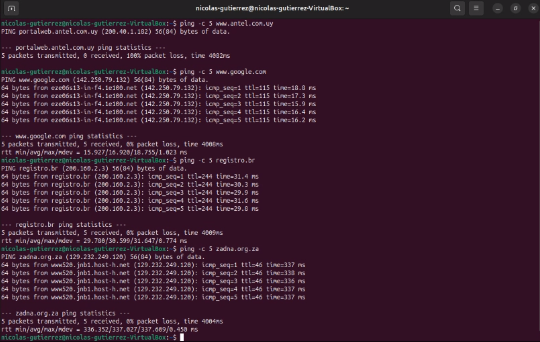 nicolas-gutierrez@nicolas-gutierrez-VirtualBox: ~
nicolas-gutierrez@nicolas-gutierrez-VirtualBox:~$ ping -c 5 www.antel.com.uy
PING portalweb.antel.com.uy (200.40.1.182) 56(84) bytes of data.

--- portalweb.antel.com.uy ping statistics ---
5 packets transmitted, 0 received, 100% packet loss, time 4082ms

nicolas-gutierrez@nicolas-gutierrez-VirtualBox:~$ ping -c 5 www.google.com
PING www.google.com (142.250.79.132) 56(84) bytes of data.
64 bytes from eze06s13-in-f4.1e100.net (142.250.79.132): icmp_seq=1 ttl=115 time=18.8 ms
64 bytes from eze06s13-in-f4.1e100.net (142.250.79.132): icmp_seq=2 ttl=115 time=17.3 ms
64 bytes from eze06s13-in-f4.1e100.net (142.250.79.132): icmp_seq=3 ttl=115 time=15.9 ms
64 bytes from eze06s13-in-f4.1e100.net (142.250.79.132): icmp_seq=4 ttl=115 time=16.4 ms
64 bytes from eze06s13-in-f4.1e100.net (142.250.79.132): icmp_seq=5 ttl=115 time=16.2 ms

--- www.google.com ping statistics ---
5 packets transmitted, 5 received, 0% packet loss, time 4008ms
rtt min/avg/max/mdev = 15.927/16.920/18.755/1.023 ms
nicolas-gutierrez@nicolas-gutierrez-VirtualBox:~$ ping -c 5 registro.br
PING registro.br (200.160.2.3) 56(84) bytes of data.
64 bytes from registro.br (200.160.2.3): icmp_seq=1 ttl=244 time=31.4 ms
64 bytes from registro.br (200.160.2.3): icmp_seq=2 ttl=244 time=30.3 ms
64 bytes from registro.br (200.160.2.3): icmp_seq=3 ttl=244 time=29.9 ms
64 bytes from registro.br (200.160.2.3): icmp_seq=4 ttl=244 time=31.6 ms
64 bytes from registro.br (200.160.2.3): icmp_seq=5 ttl=244 time=29.8 ms

--- registro.br ping statistics ---
5 packets transmitted, 5 received, 0% packet loss, time 4009ms
rtt min/avg/max/mdev = 29.780/30.599/31.647/0.774 ms
nicolas-gutierrez@nicolas-gutierrez-VirtualBox:~$ ping -c 5 zadna.org.za
PING zadna.org.za (129.232.249.120) 56(84) bytes of data.
64 bytes from www520.jnb1.host-h.net (129.232.249.120): icmp_seq=1 ttl=46 time=337 ms
64 bytes from www520.jnb1.host-h.net (129.232.249.120): icmp_seq=2 ttl=46 time=338 ms
64 bytes from www520.jnb1.host-h.net (129.232.249.120): icmp_seq=3 ttl=46 time=336 ms
64 bytes from www520.jnb1.host-h.net (129.232.249.120): icmp_seq=4 ttl=46 time=337 ms
64 bytes from www520.jnb1.host-h.net (129.232.249.120): icmp_seq=5 ttl=46 time=337 ms

--- zadna.org.za ping statistics ---
5 packets transmitted, 5 received, 0% packet loss, time 4004ms
rtt min/avg/max/mdev = 336.352/337.027/337.609/0.450 ms
nicolas-gutierrez@nicolas-gutierrez-VirtualBox:~$